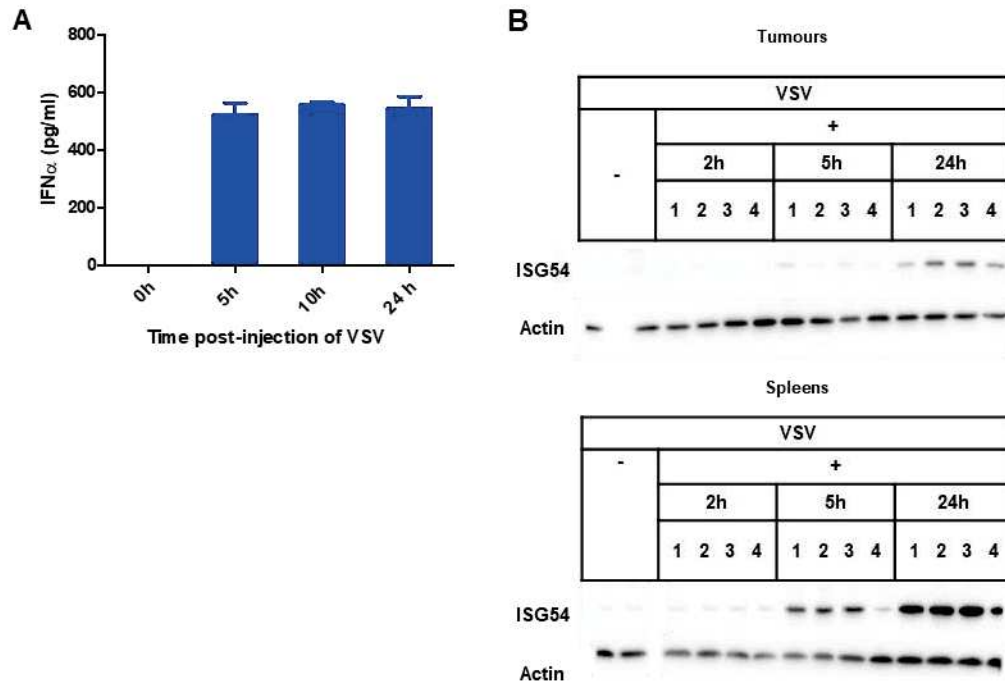 A
800
600
400
200
0
IFNα (pg/ml)
0h 5h 10h 24 h
Time post-injection of VSV
B
Tumours
VSV
- +
2h 5h 24h
1 2 3 4 1 2 3 4 1 2 3 4
ISG54
Actin
Spleens
VSV
- +
2h 5h 24h
1 2 3 4 1 2 3 4 1 2 3 4
ISG54
Actin